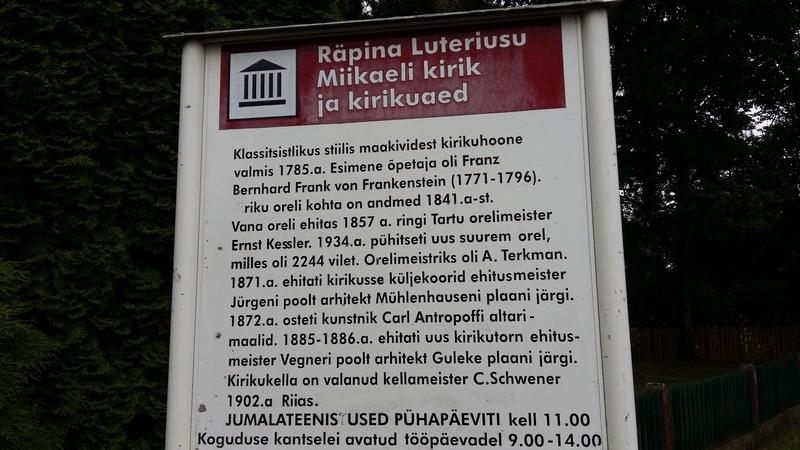 Räpina Luteriusu
Miikaeli kirik
ja kirikuaed
Klassitsistlikus stiilis maakividest kirikuhoone
valmis 1785.a. Esimene õpetaja oli Franz
Bernhard Frank von Frankenstein (1771-1796).
riku oreli kohta on andmed 1841.a-st.
Vana oreli ehitas 1857 a. ringi Tartu orelimeister
Ernst Kessler. 1934.a. pühitseti uus suurem orel,
milles oli 2244 vilet. Orelimeistriks oli A. Terkman.
1871.a. ehitati kirikusse küljekoorid ehitusmeister
Jürgeni poolt arhitekt Mühlenhauseni plaani järgi.
1872.a. osteti kunstnik Carl Antropoffi altari-
maalid. 1885-1886.a. ehitati uus kirikutorn ehitus-
meister Vegneri poolt arhitekt Guleke plaani järgi.
Kirikukella on valanud kellameister C.Schwener
1902.a Riias.
JUMALATEENIS USED PÜHAPÄEVITI kell 11.00
Koguduse kantselei avatud tööpäevadel 9.00-14.00